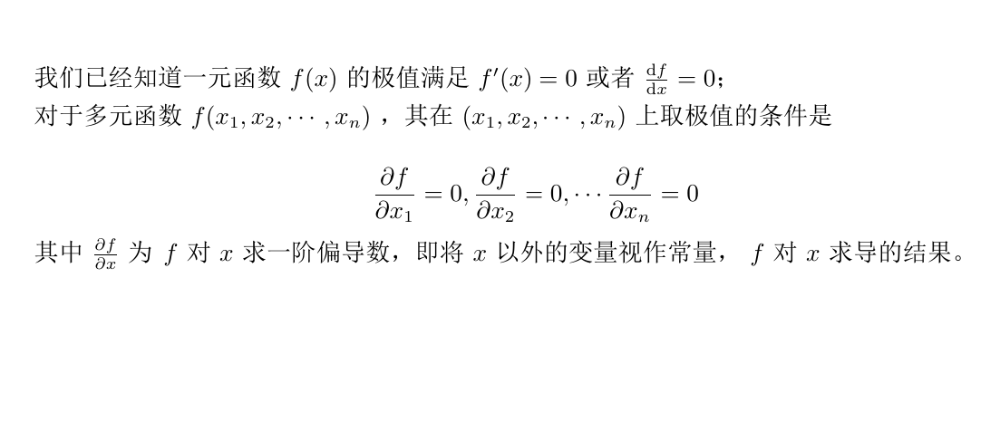 我们已经知道一元函数 $f(x)$ 的极值满足 $f'(x) = 0$ 或者 $\frac{\mathrm{d}f}{\mathrm{d}x} = 0$；
对于多元函数 $f(x_1, x_2, \cdots, x_n)$ ，其在 $(x_1, x_2, \cdots, x_n)$ 上取极值的条件是
$$\frac{\partial f}{\partial x_1} = 0, \frac{\partial f}{\partial x_2} = 0, \cdots \frac{\partial f}{\partial x_n} = 0$$
其中 $\frac{\partial f}{\partial x}$ 为 $f$ 对 $x$ 求一阶偏导数，即将 $x$ 以外的变量视作常量， $f$ 对 $x$ 求导的结果。